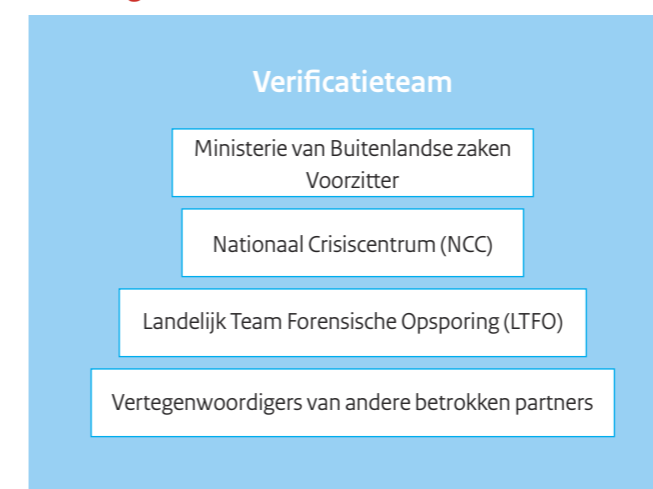 Verificatieteam
Ministerie van Buitenlandse zaken
Voorzitter
Nationaal Crisiscentrum (NCC)
Landelijk Team Forensische Opsporing (LTFO)
Vertegenwoordigers van andere betrokken partners